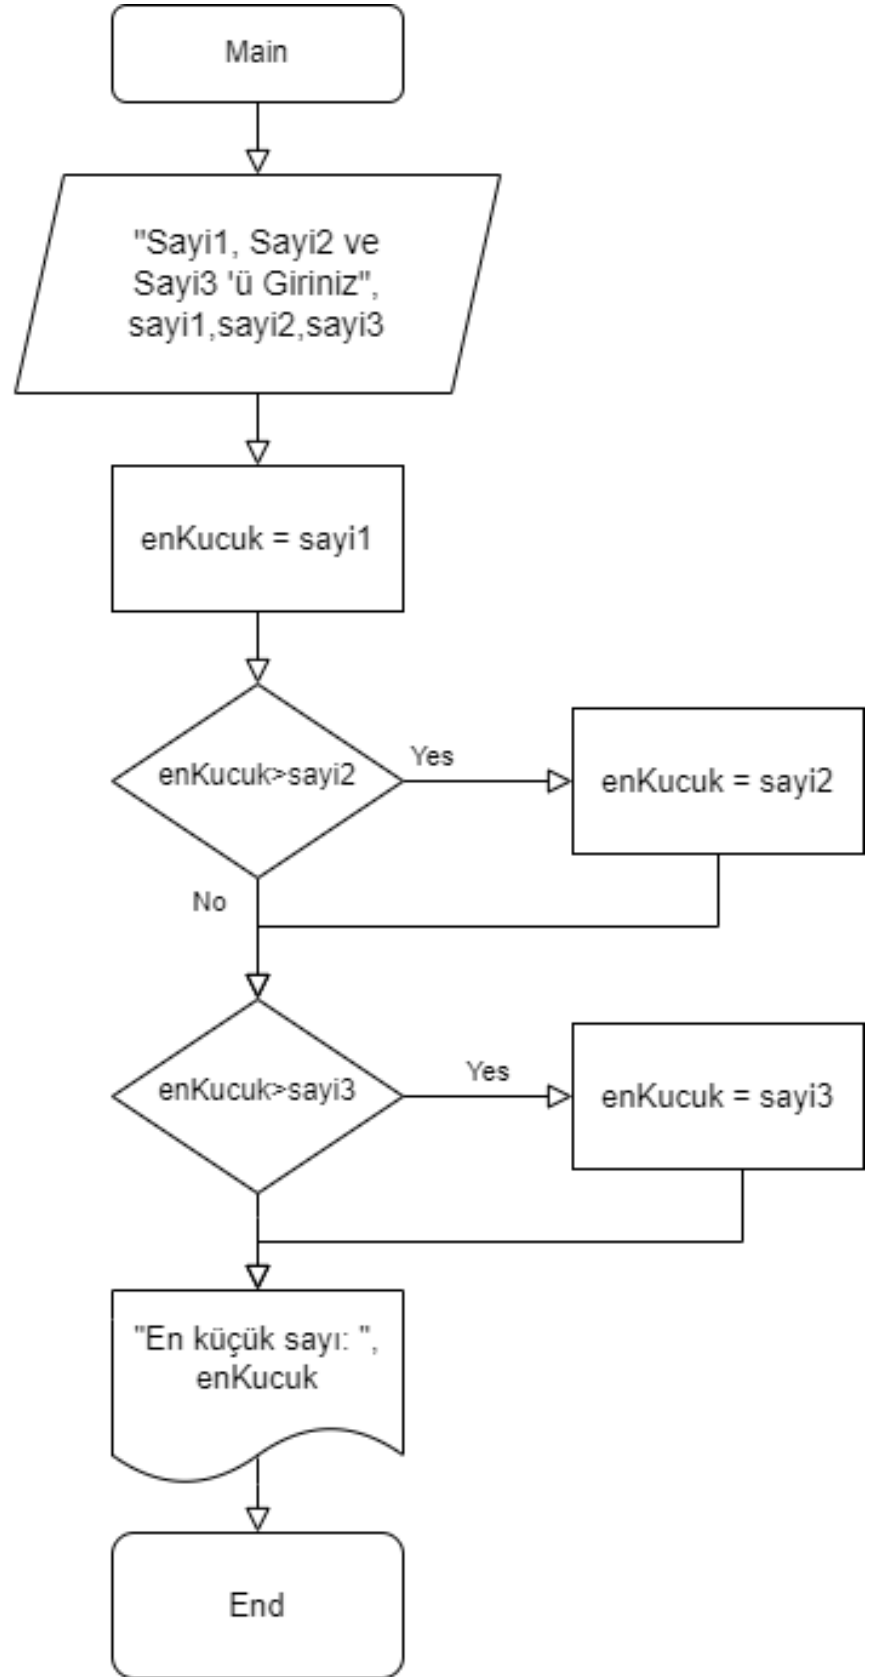 Main
"Sayi1, Sayi2 ve
Sayi3 'ü Giriniz",
sayi1,sayi2,sayi3
enKucuk = sayi1
enKucuk>sayi2
Yes
enKucuk = sayi2
No
enKucuk>sayi3
Yes
enKucuk = sayi3
"En küçük sayı: ",
enKucuk
End